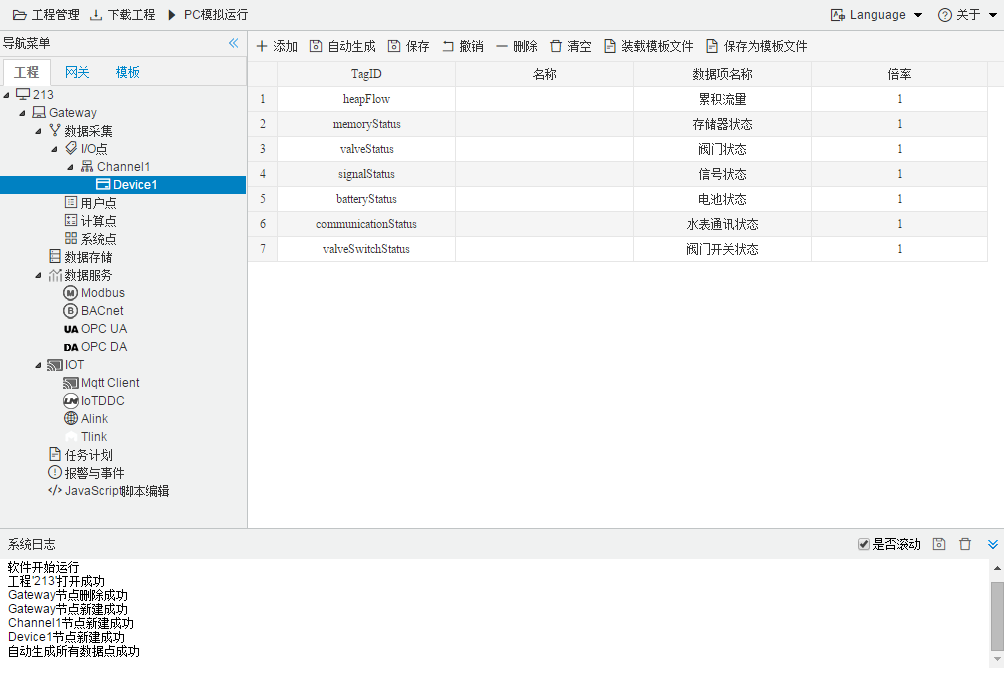 工程管理 下载工程 PC模拟运行 Language 关于
导航菜单
添加 自动生成 保存 撤销 删除 清空 装载模板文件 保存为模板文件
工程 网关 模板
213
Gateway
数据采集
I/O点
Channel1
Device1
用户点
计算点
系统点
数据存储
数据服务
M Modbus
B BACnet
UA OPC UA
DA OPC DA
IOT
Mqtt Client
IoTDDC
Alink
Tlink
任务计划
报警与事件
</> JavaScript脚本编辑
TagID 名称 数据项名称 倍率
1 heapFlow 累积流量 1
2 memoryStatus 存储器状态 1
3 valveStatus 阀门状态 1
4 signalStatus 信号状态 1
5 batteryStatus 电池状态 1
6 communicationStatus 水表通讯状态 1
7 valveSwitchStatus 阀门开关状态 1
系统日志 是否滚动
软件开始运行
工程'213'打开成功
Gateway节点删除成功
Gateway节点新建成功
Channel1节点新建成功
Device1节点新建成功
自动生成所有数据点成功